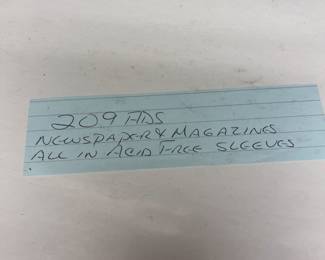 209 ADS
NEWSPAPER & MAGAZINES
ALL IN ACID FREE SLEEVES